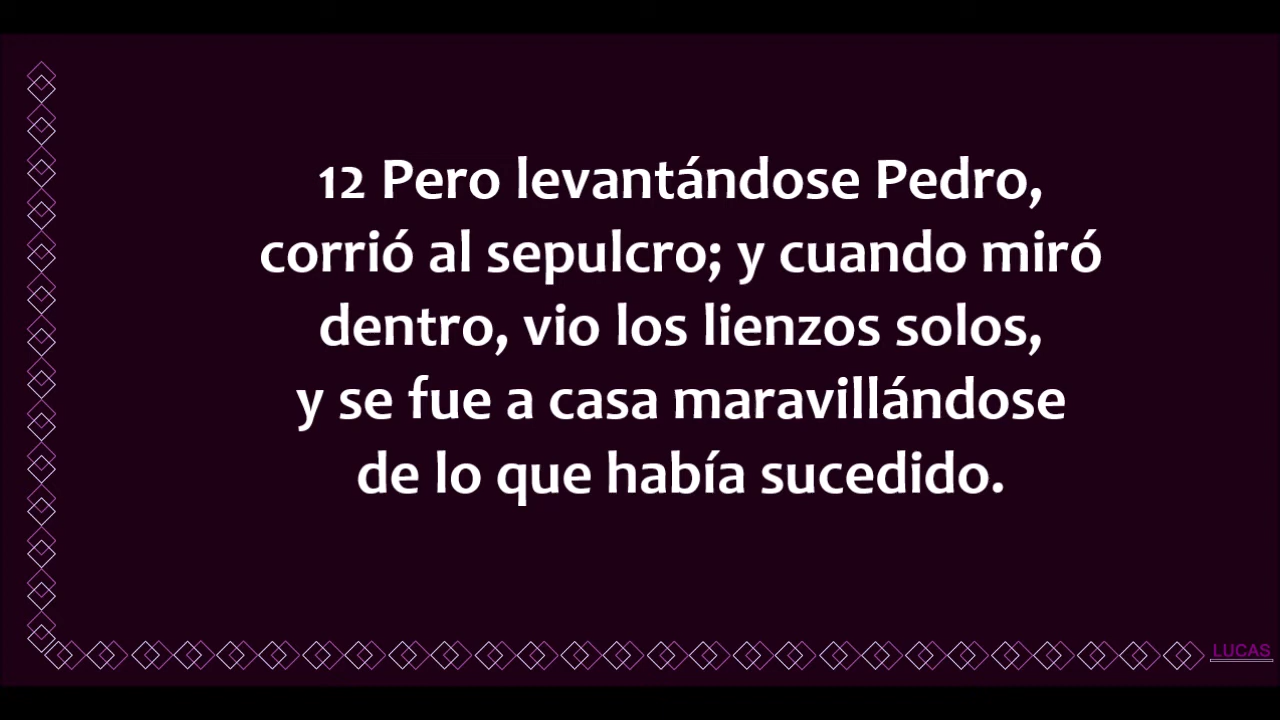 12 Pero levantándose Pedro,
corrió al sepulcro; y cuando miró
dentro, vio los lienzos solos,
y se fue a casa maravillándose
de lo que había sucedido.
LUCAS